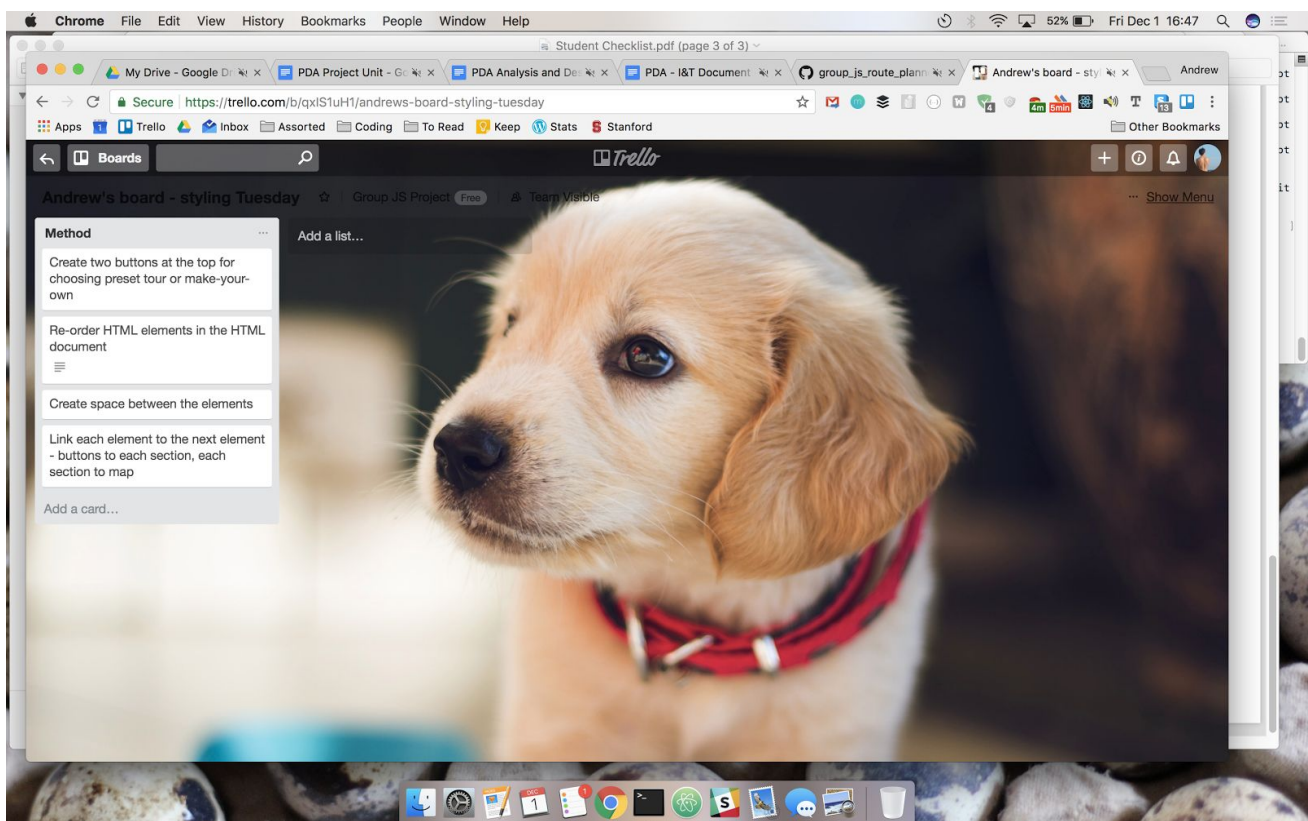 Chrome File Edit View History Bookmarks People Window Help 52% Fri Dec 1 16:47
Student Checklist.pdf (page 3 of 3)
My Drive - Google Dr PDA Project Unit - Go PDA Analysis and Des PDA - I&T Document group_js_route_plann Andrew's board - styl Andrew
Secure https://trello.com/b/qxlS1uH1/andrews-board-styling-tuesday
Apps Trello Inbox Assorted Coding To Read Keep Stats Stanford Other Bookmarks
Boards Trello
Andrew's board - styling Tuesday Group JS Project Free Team Visible ... Show Menu
Method ...
Add a list...
Create two buttons at the top for
choosing preset tour or make-your-
own
Re-order HTML elements in the HTML
document
Create space between the elements
Link each element to the next element
- buttons to each section, each
section to map
Add a card...